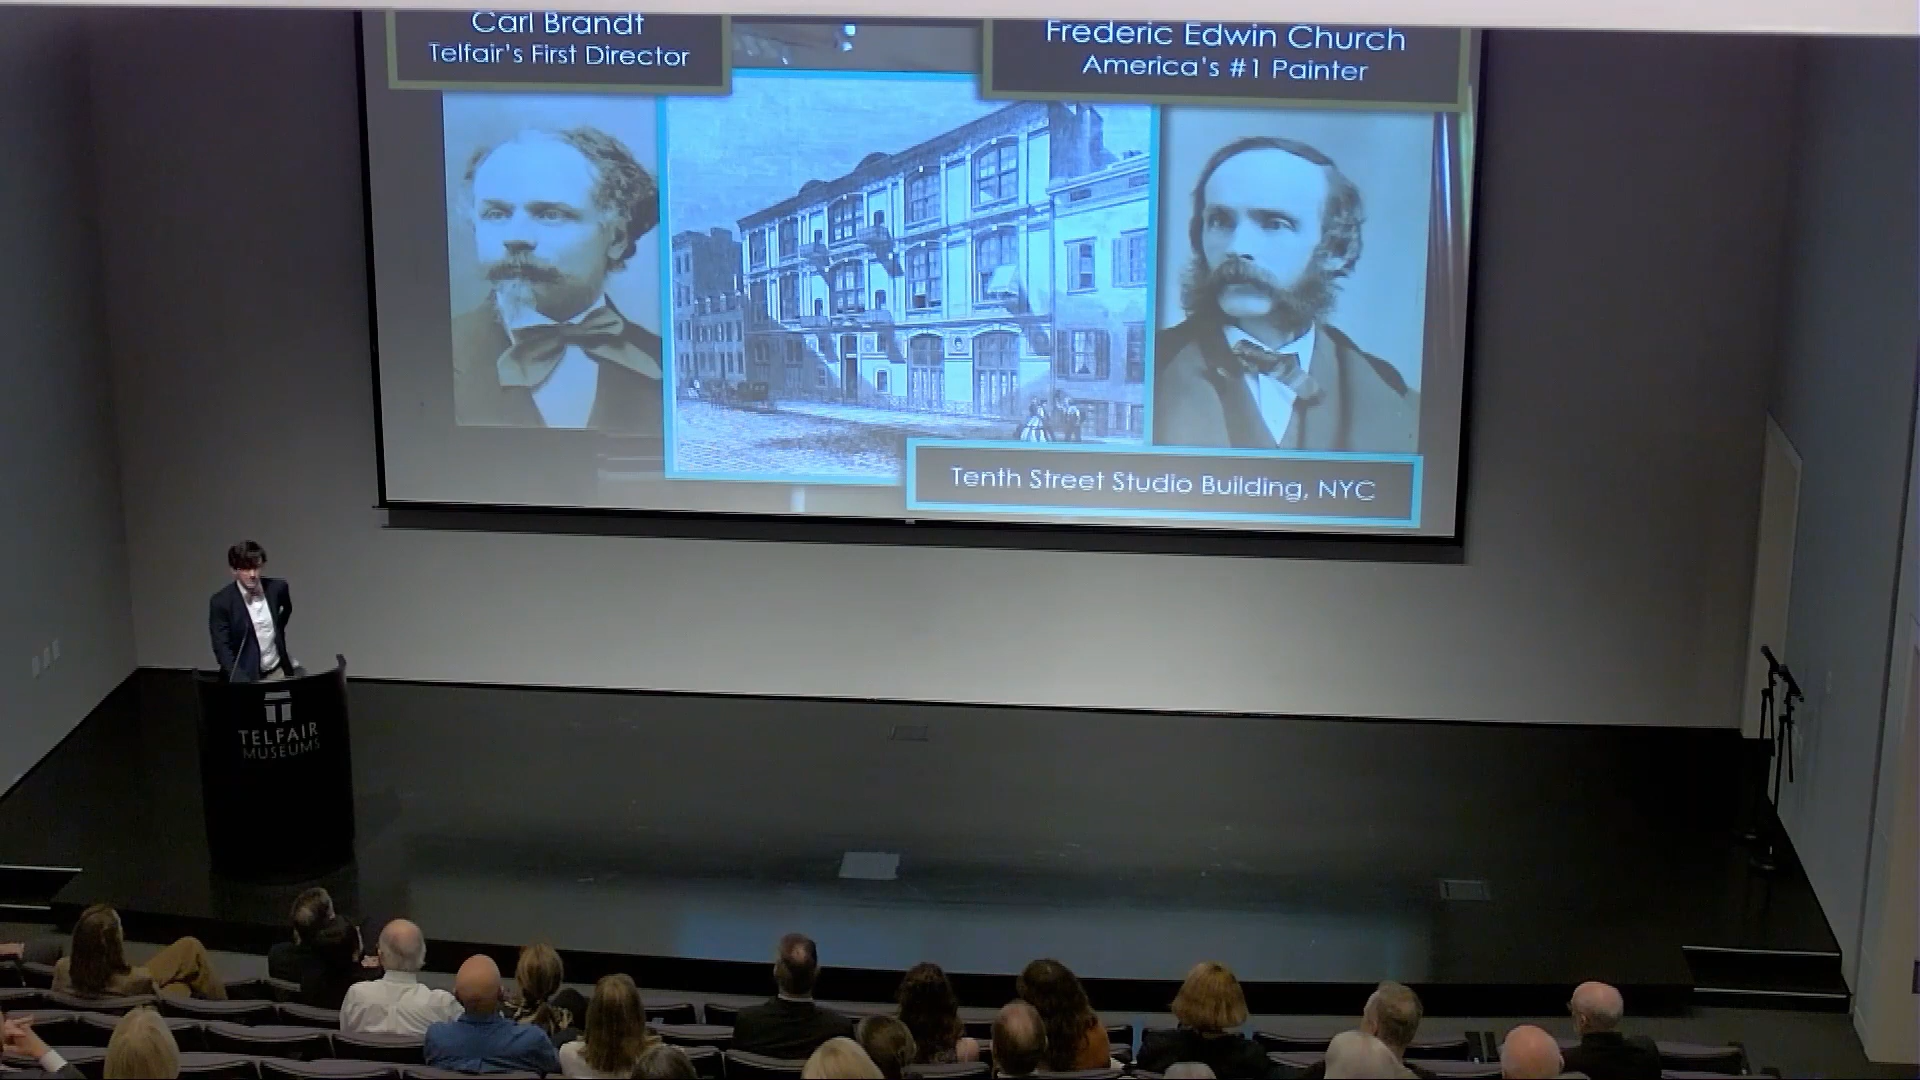 Carl Brandt
Telfair's First Director
Frederic Edwin Church
America's #1 Painter
Tenth Street Studio Building, NYC
TELFAIR
MUSEUMS